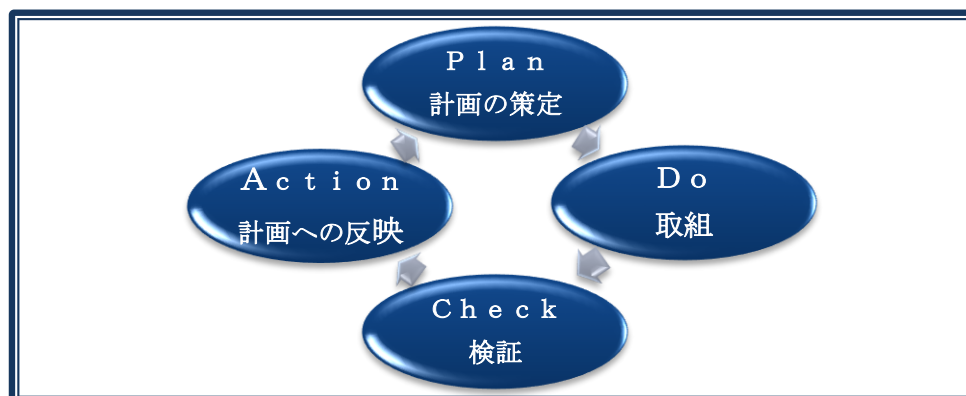 Ｐｌａｎ
計画の策定
Ａｃｔｉｏｎ
計画への反映
Ｄｏ
取組
Ｃｈｅｃｋ
検証